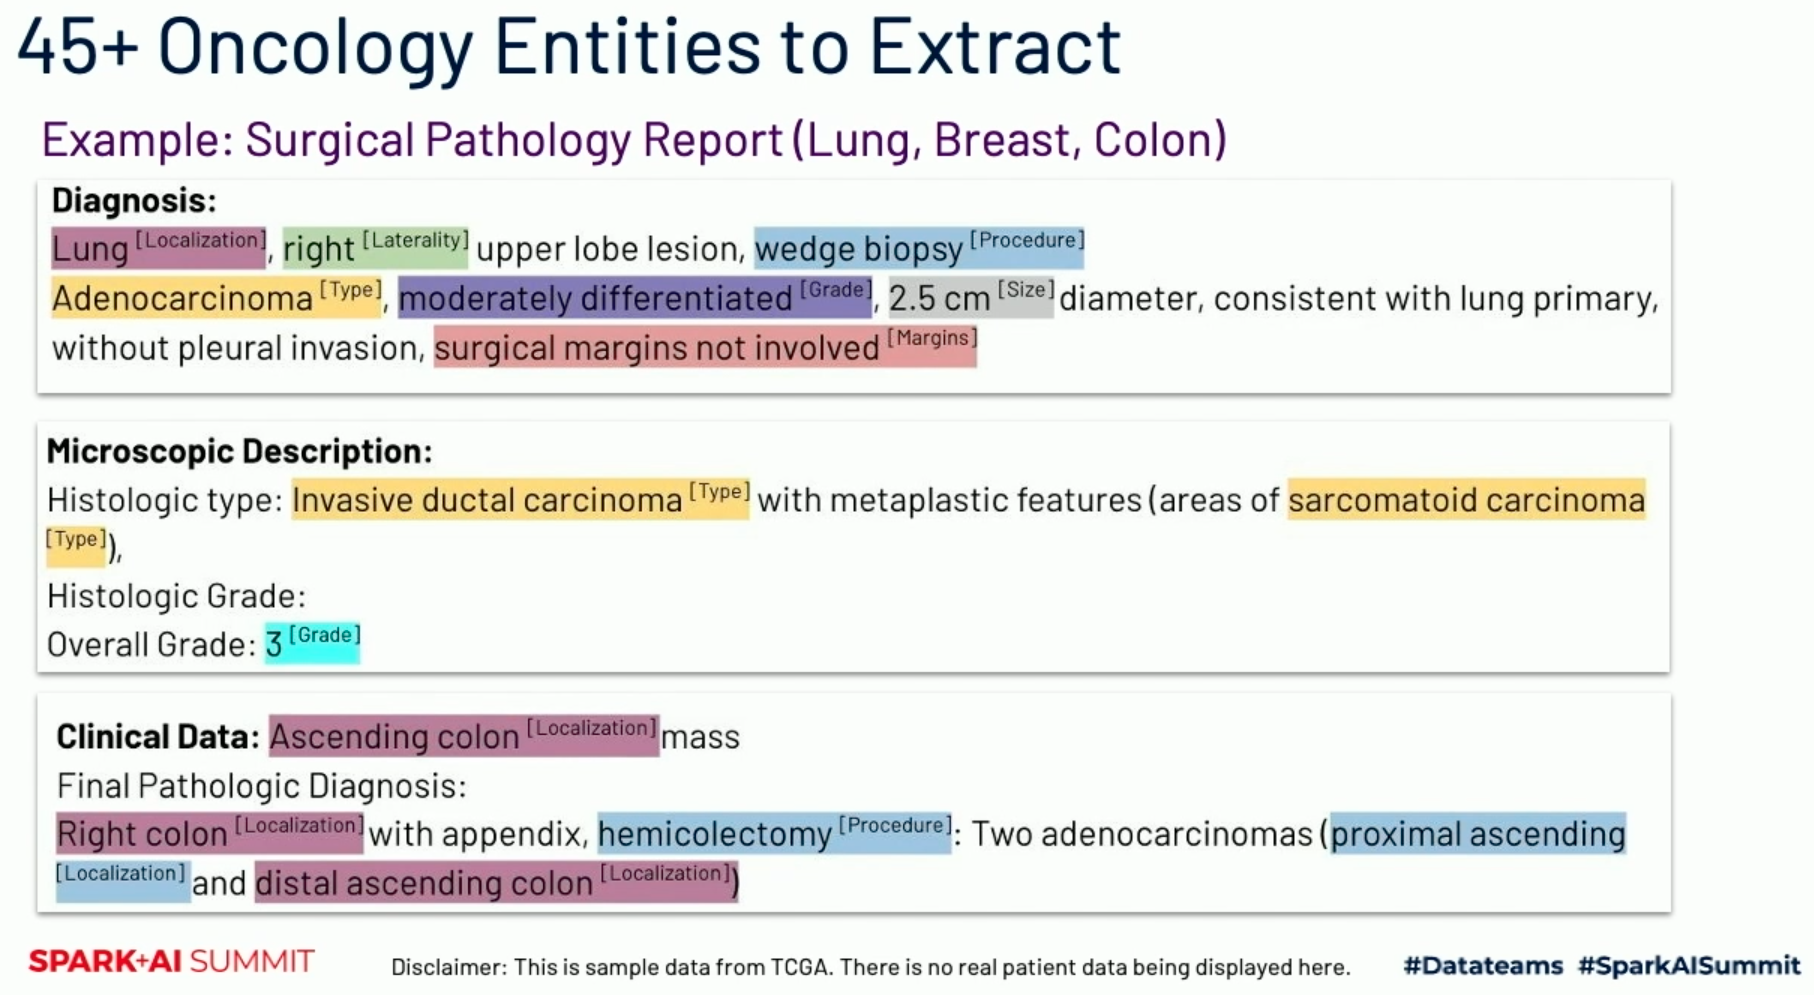 45+ Oncology Entities to Extract
Example: Surgical Pathology Report (Lung, Breast, Colon)
Diagnosis:
Lung [Localization], right [Laterality] upper lobe lesion, wedge biopsy [Procedure]
Adenocarcinoma [Type], moderately differentiated [Grade], 2.5 cm [Size] diameter, consistent with lung primary,
without pleural invasion, surgical margins not involved [Margins]
Microscopic Description:
Histologic type: Invasive ductal carcinoma [Type] with metaplastic features (areas of sarcomatoid carcinoma
[Type]),
Histologic Grade:
Overall Grade: 3 [Grade]
Clinical Data: Ascending colon [Localization] mass
Final Pathologic Diagnosis:
Right colon [Localization] with appendix, hemicolectomy [Procedure]: Two adenocarcinomas (proximal ascending
[Localization] and distal ascending colon [Localization])
SPARK+AI SUMMIT
Disclaimer: This is sample data from TCGA. There is no real patient data being displayed here.
#Datateams #SparkAISummit